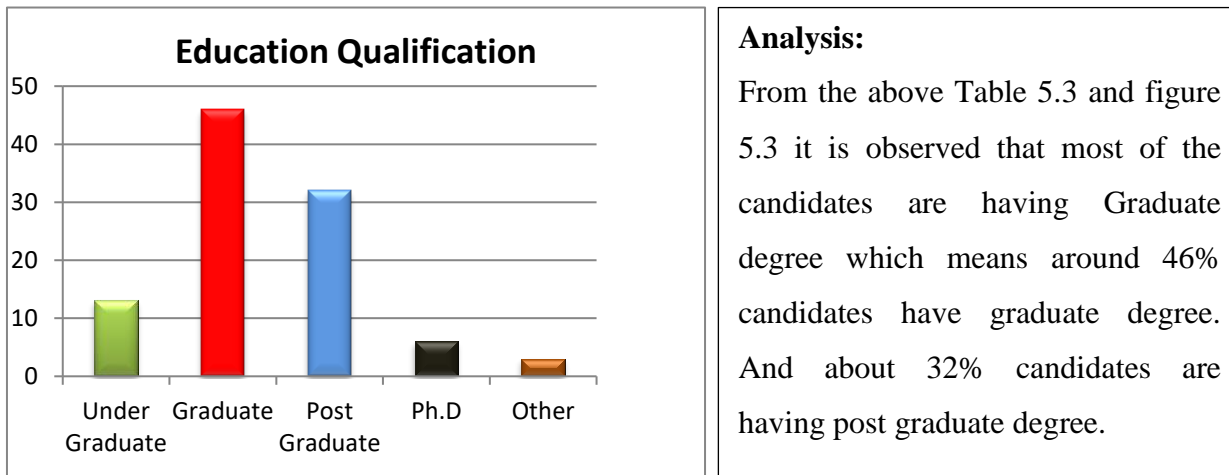 Education Qualification
50
40
30
20
10
0
Under
Graduate
Graduate
Post
Graduate
Ph.D
Other
Analysis:
From the above Table 5.3 and figure
5.3 it is observed that most of the
candidates are having Graduate
degree which means around 46%
candidates have graduate degree.
And about 32% candidates are
having post graduate degree.